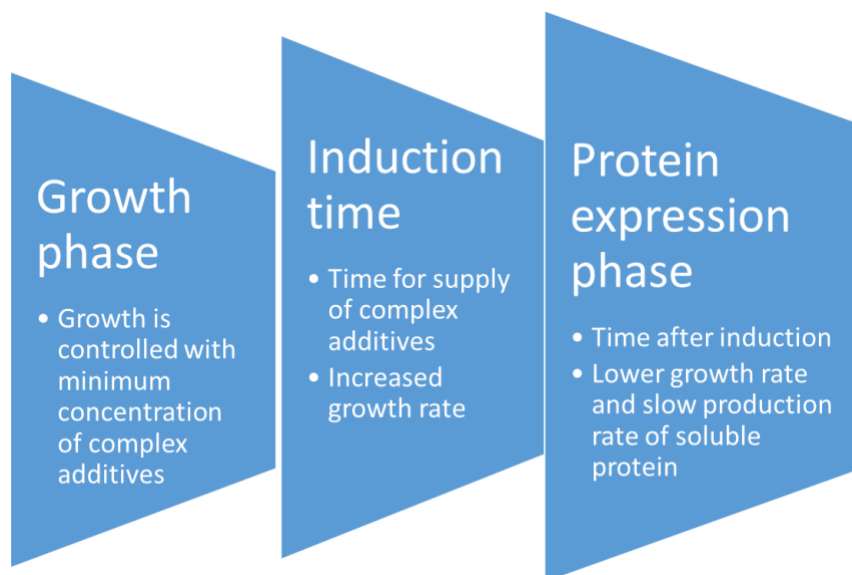 Growth
phase
• Growth is
controlled with
minimum
concentration
of complex
additives
Induction
time
• Time for supply
of complex
additives
• Increased
growth rate
Protein
expression
phase
• Time after induction
• Lower growth rate
and slow production
rate of soluble
protein